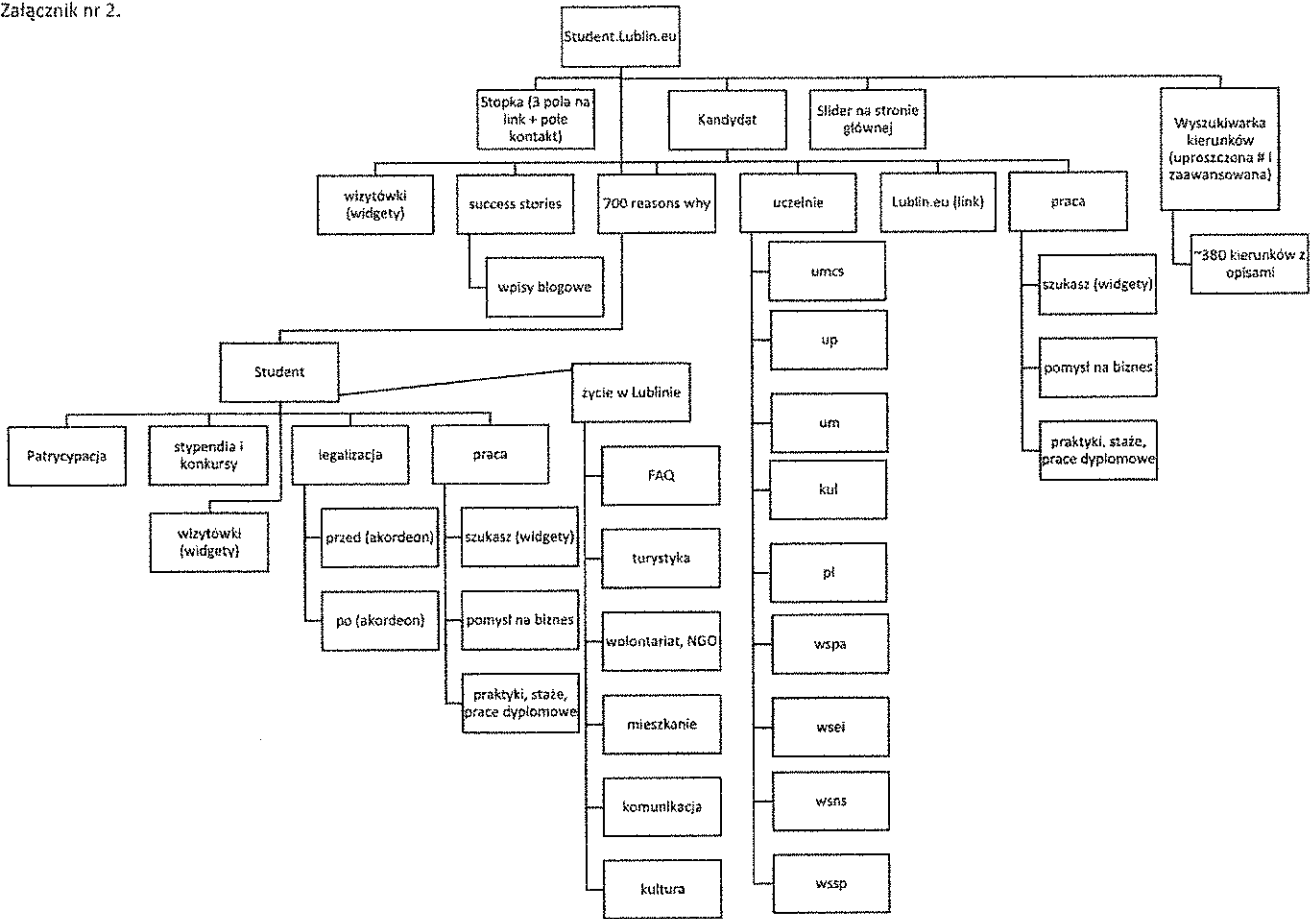 Załącznik nr 2.
Student.Lublin.eu
Stopka (3 pola na
link + pole
kontakt)
Kandydat
Slider na stronie
głównej
Wyszukiwarka
kierunków
(uproszczona # i
zaawansowana)
wizytówki
(widgety)
success stories
700 reasons why
uczelnie
Lublin.eu (link)
praca
~380 kierunków z
opisami
wpisy blogowe
umcs
szukasz (widgety)
up
pomysł na biznes
um
praktyki, staże,
prace dyplomowe
kul
pl
wspa
wsei
wsns
wssp
Student
życie w Lublinie
Patrycypacja
stypendia i
konkursy
legalizacja
praca
wizytówki
(widgety)
przed (akordeon)
po (akordeon)
szukasz (widgety)
pomysł na biznes
praktyki, staże,
prace dyplomowe
FAQ
turystyka
wolontariat, NGO
mieszkanie
komunikacja
kultura